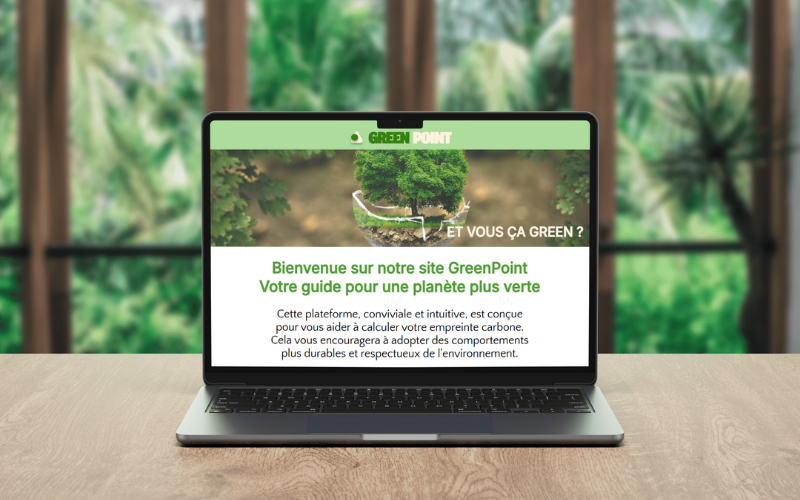 GREEN POINT
ET VOUS ÇA GREEN ?
Bienvenue sur notre site GreenPoint
Votre guide pour une planète plus verte
Cette plateforme, conviviale et intuitive, est conçue
pour vous aider à calculer votre empreinte carbone.
Cela vous encouragera à adopter des comportements
plus durables et respectueux de l'environnement.